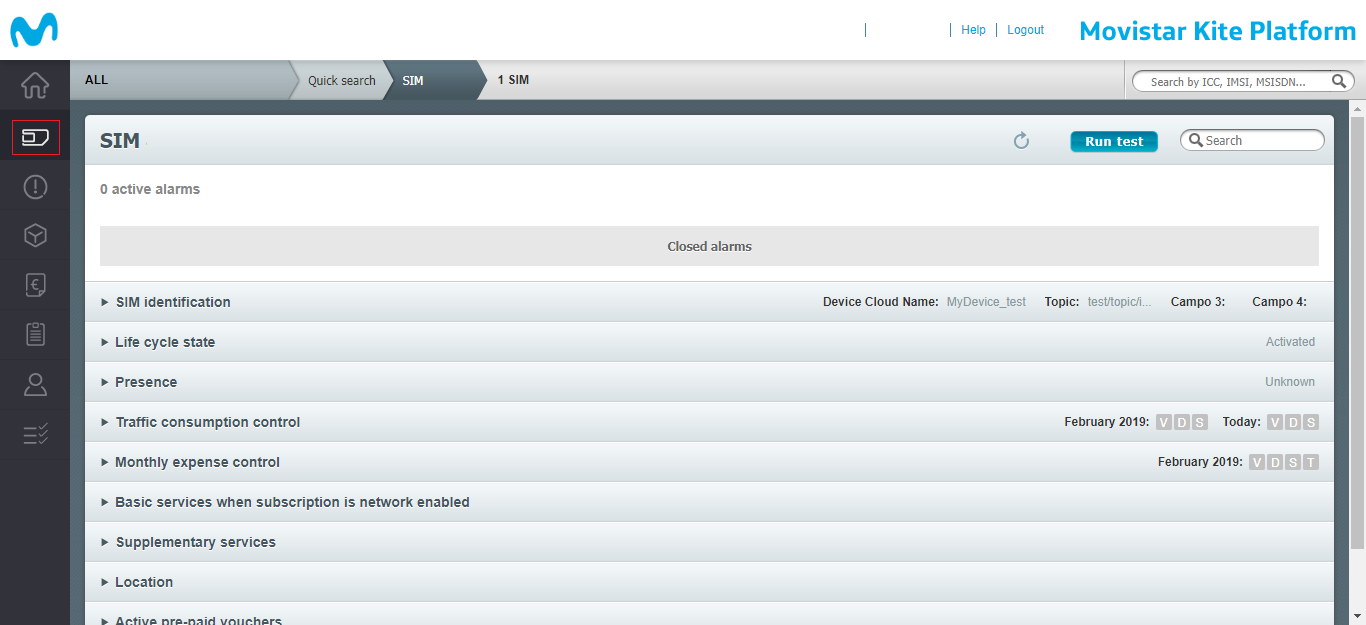 Help
Logout
Movistar Kite Platform
ALL
Quick search
SIM
1 SIM
Search by ICC, IMSI, MSISDN...
SIM
Run test
Search
0 active alarms
Closed alarms
SIM identification
Device Cloud Name: MyDevice_test Topic: test/topic/i... Campo 3: Campo 4:
Life cycle state
Activated
Presence
Unknown
Traffic consumption control
February 2019: V D S Today: V D S
Monthly expense control
February 2019: V D S T
Basic services when subscription is network enabled
Supplementary services
Location
Active pre-paid vouchers